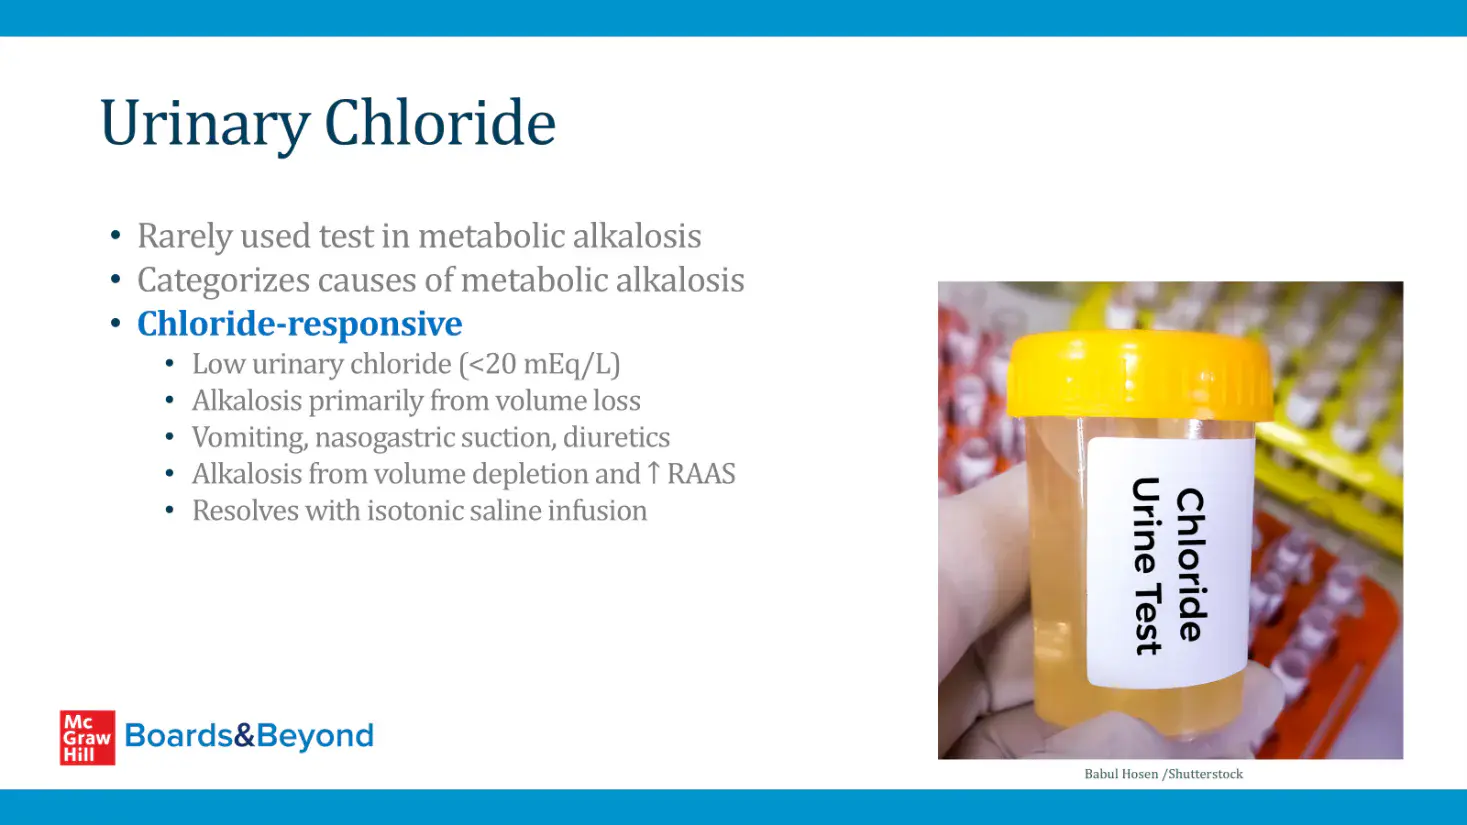 Urinary Chloride
• Rarely used test in metabolic alkalosis
• Categorizes causes of metabolic alkalosis
• Chloride-responsive
• Low urinary chloride (<20 mEq/L)
• Alkalosis primarily from volume loss
• Vomiting, nasogastric suction, diuretics
• Alkalosis from volume depletion and ↑ RAAS
• Resolves with isotonic saline infusion
Chloride
Urine Test
Mc
Graw
Hill
Boards&Beyond
Babul Hosen /Shutterstock